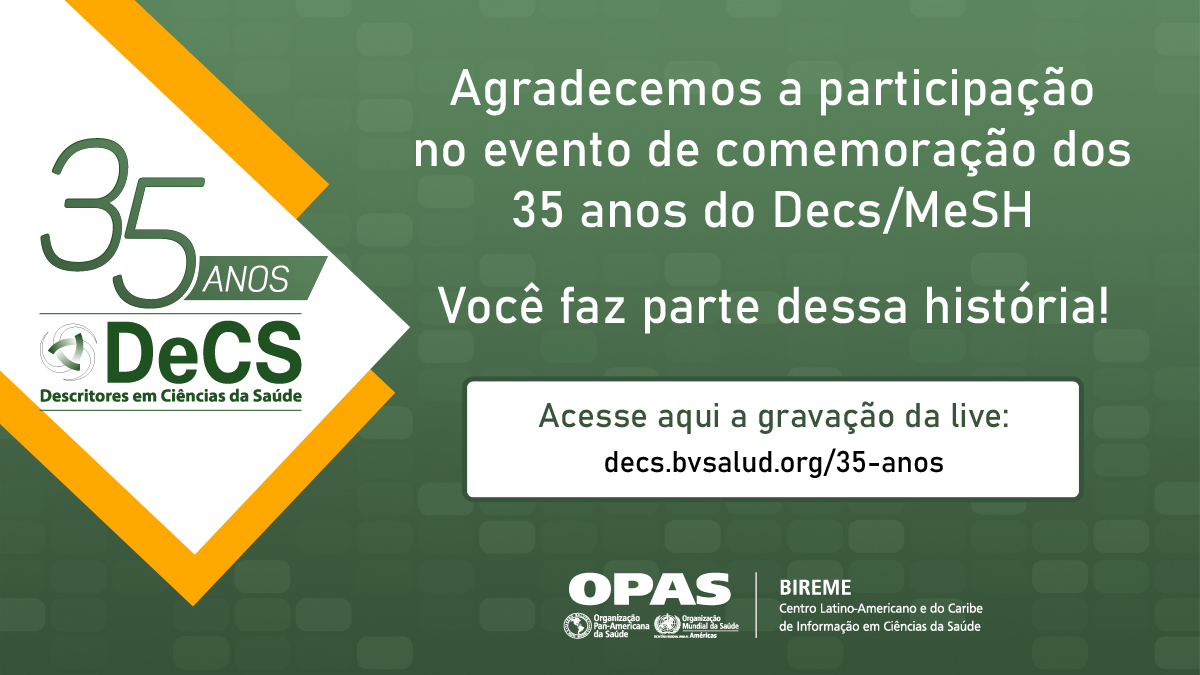 35
ANOS
DeCS
Descritores em Ciências da Saúde
Agradecemos a participação
no evento de comemoração dos
35 anos do Decs/MeSH
Você faz parte dessa história!
Acesse aqui a gravação da live:
decs.bvsalud.org/35-anos
OPAS
Organização
Pan-Americana
da Saúde
Organização
Mundial da Saúde
Américas
BIREME
Centro Latino-Americano e do Caribe
de Informação em Ciências da Saúde